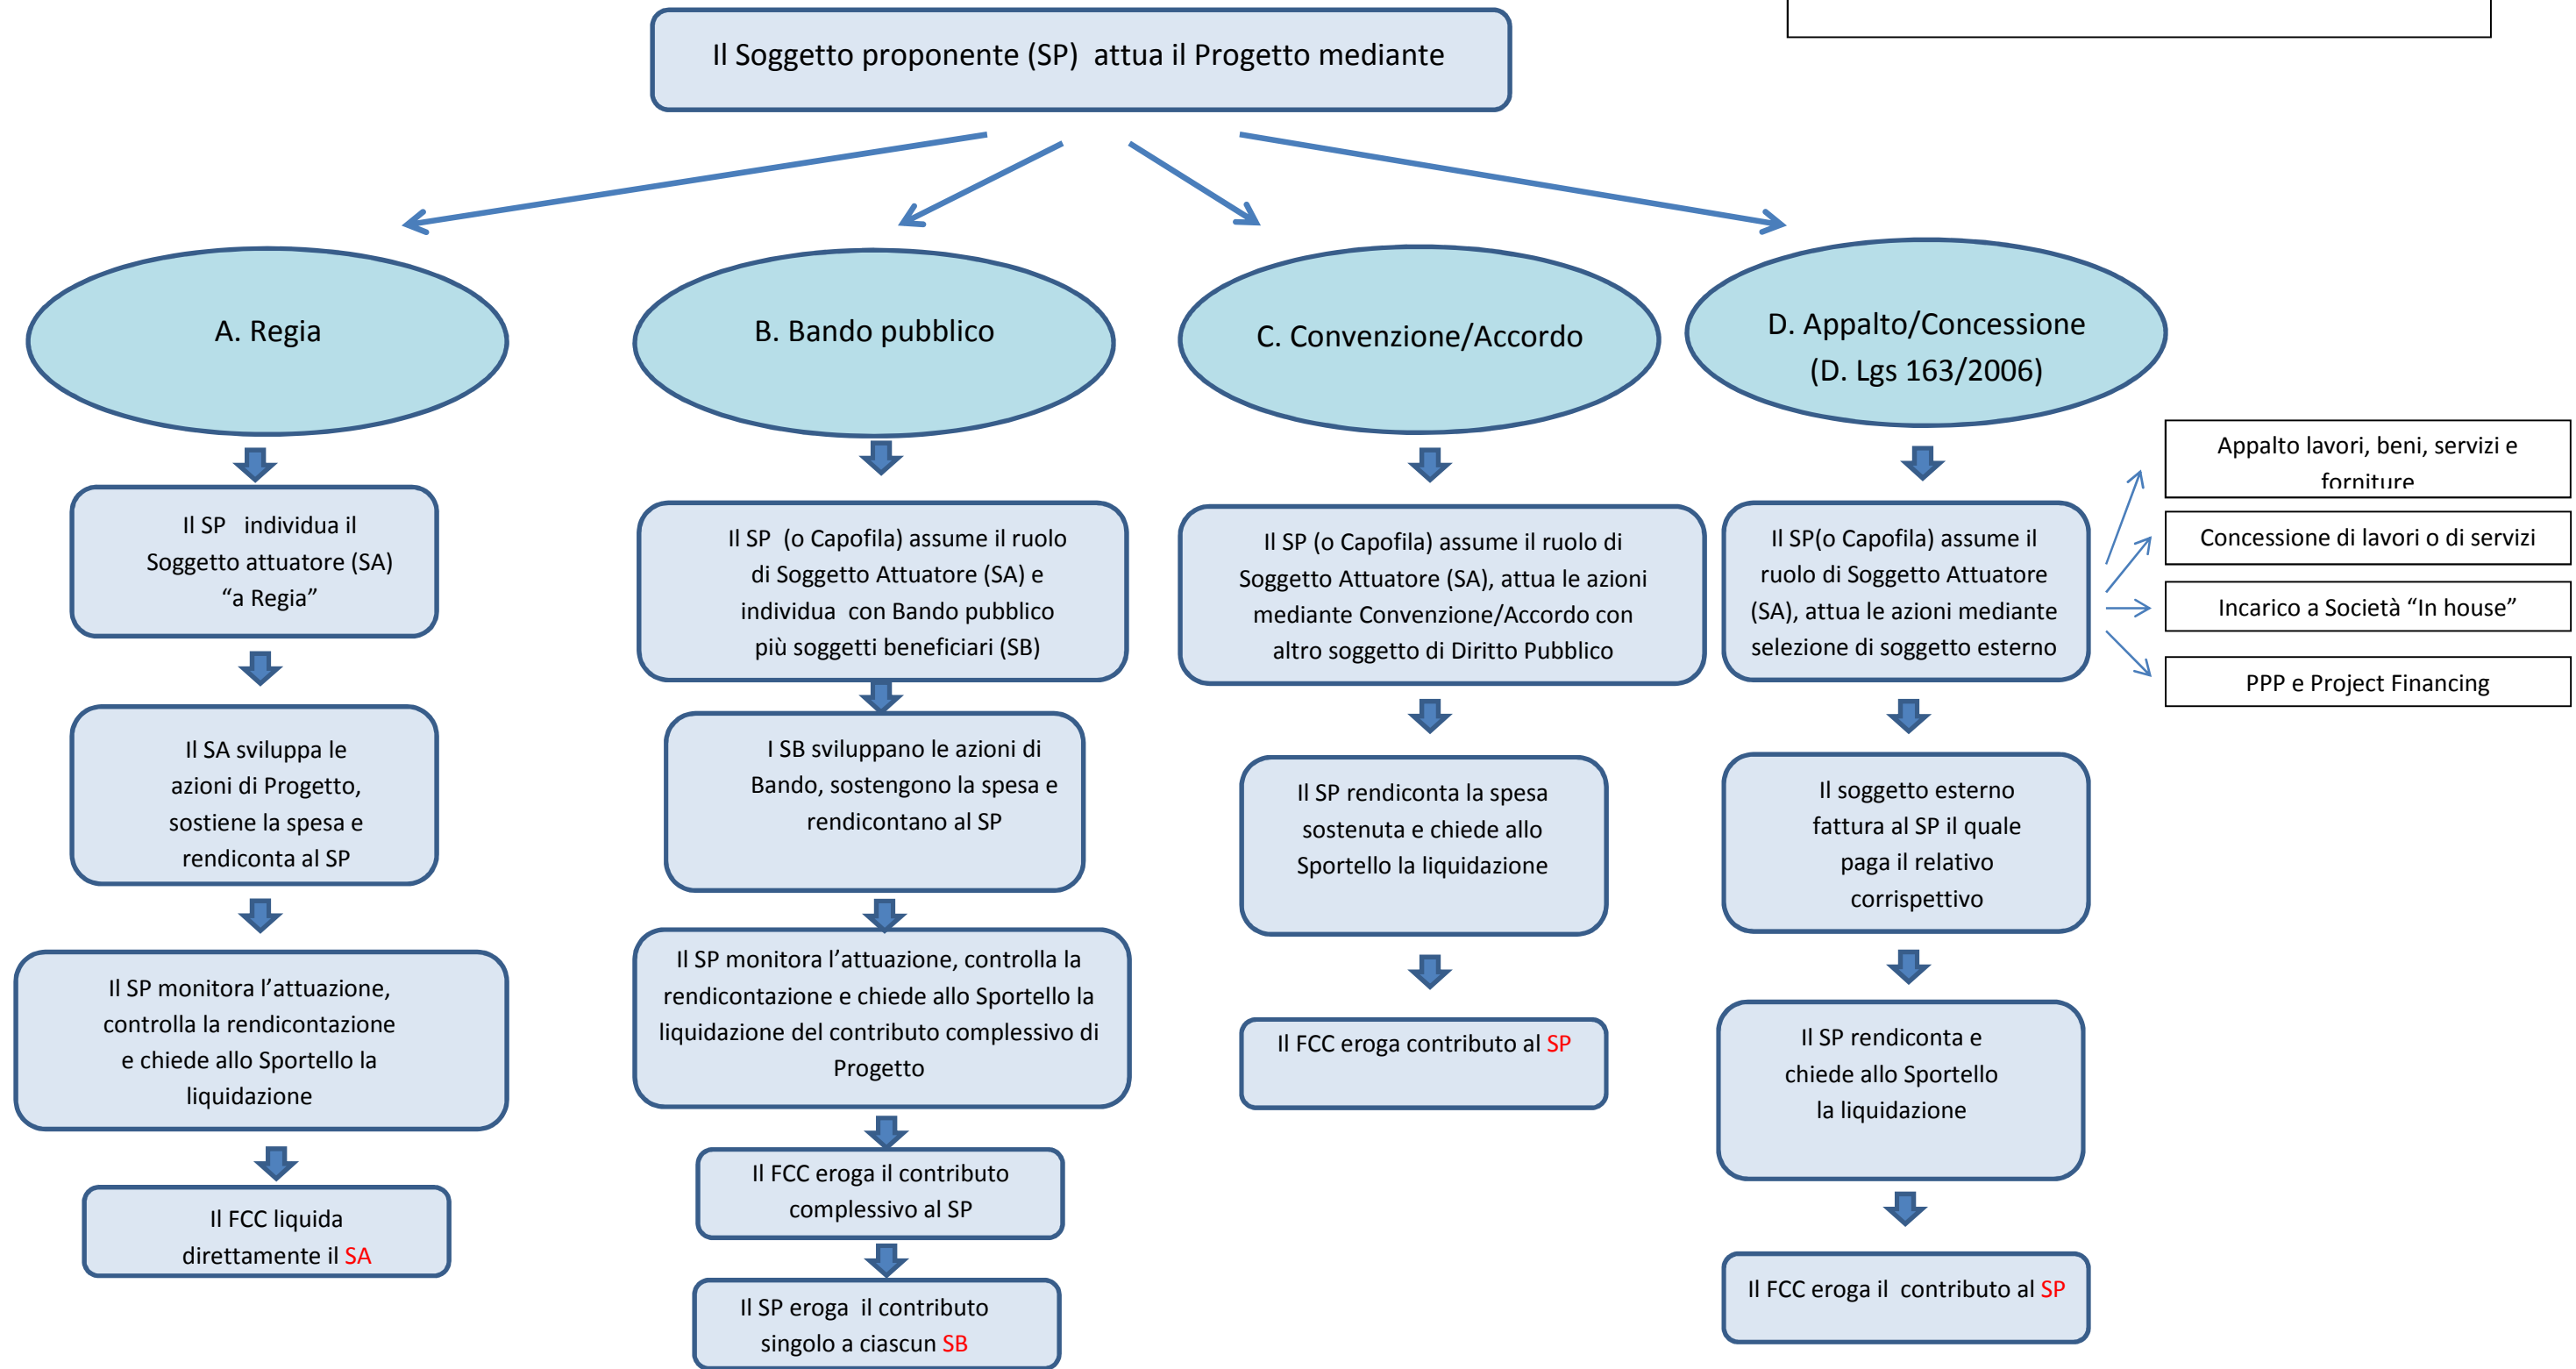 Il Soggetto proponente (SP) attua il Progetto mediante
A. Regia
Il SP individua il
Soggetto attuatore (SA)
“a Regia”
Il SA sviluppa le
azioni di Progetto,
sostiene la spesa e
rendiconta al SP
Il SP monitora l’attuazione,
controlla la rendicontazione
e chiede allo Sportello la
liquidazione
Il FCC liquida
direttamente il SA
B. Bando pubblico
Il SP (o Capofila) assume il ruolo
di Soggetto Attuatore (SA) e
individua con Bando pubblico
più soggetti beneficiari (SB)
I SB sviluppano le azioni di
Bando, sostengono la spesa e
rendicontano al SP
Il SP monitora l’attuazione, controlla la
rendicontazione e chiede allo Sportello la
liquidazione del contributo complessivo di
Progetto
Il FCC eroga il contributo
complessivo al SP
Il SP eroga il contributo
singolo a ciascun SB
C. Convenzione/Accordo
Il SP (o Capofila) assume il ruolo di
Soggetto Attuatore (SA), attua le azioni
mediante Convenzione/Accordo con
altro soggetto di Diritto Pubblico
Il SP rendiconta la spesa
sostenuta e chiede allo
Sportello la liquidazione
Il FCC eroga contributo al SP
D. Appalto/Concessione
(D. Lgs 163/2006)
Il SP(o Capofila) assume il
ruolo di Soggetto Attuatore
(SA), attua le azioni mediante
selezione di soggetto esterno
Appalto lavori, beni, servizi e
forniture
Concessione di lavori o di servizi
Incarico a Società “In house”
PPP e Project Financing
Il soggetto esterno
fattura al SP il quale
paga il relativo
corrispettivo
Il SP rendiconta e
chiede allo Sportello
la liquidazione
Il FCC eroga il contributo al SP